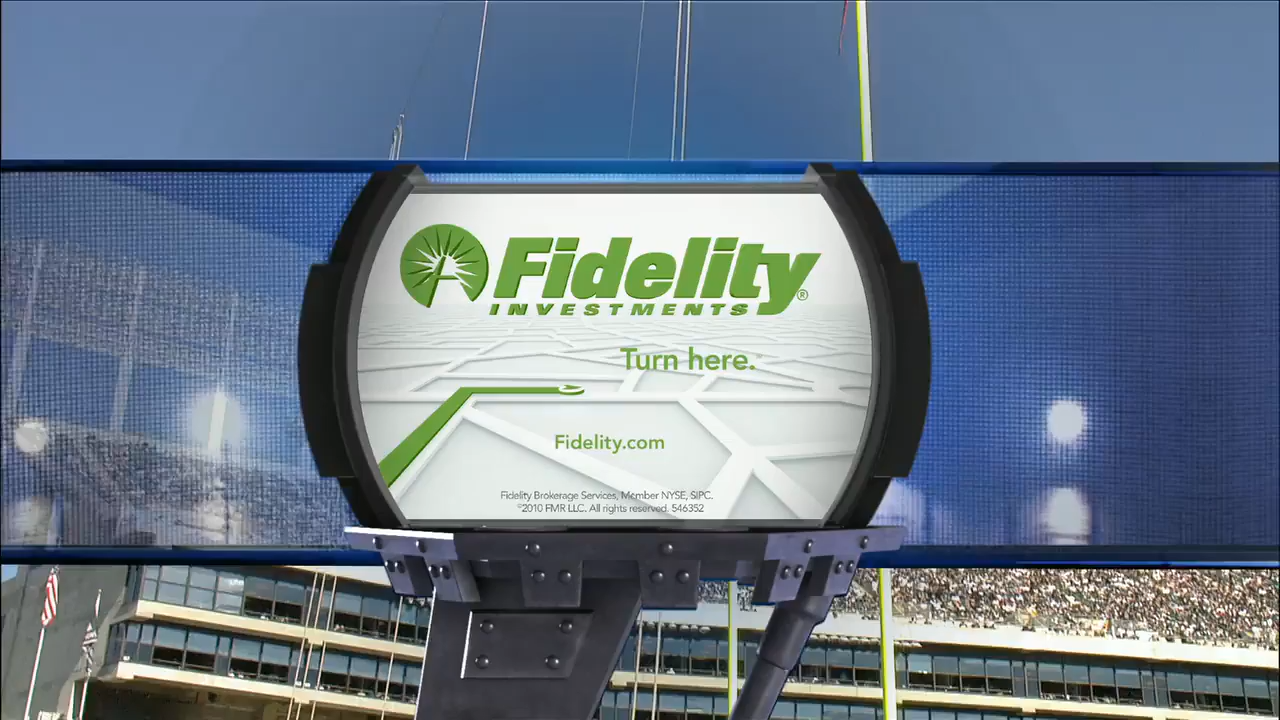 Fidelity®
INVESTMENTS
Turn here.
Fidelity.com
Fidelity Brokerage Services, Member NYSE, SIPC.
©2010 FMR LLC. All rights reserved. 546352